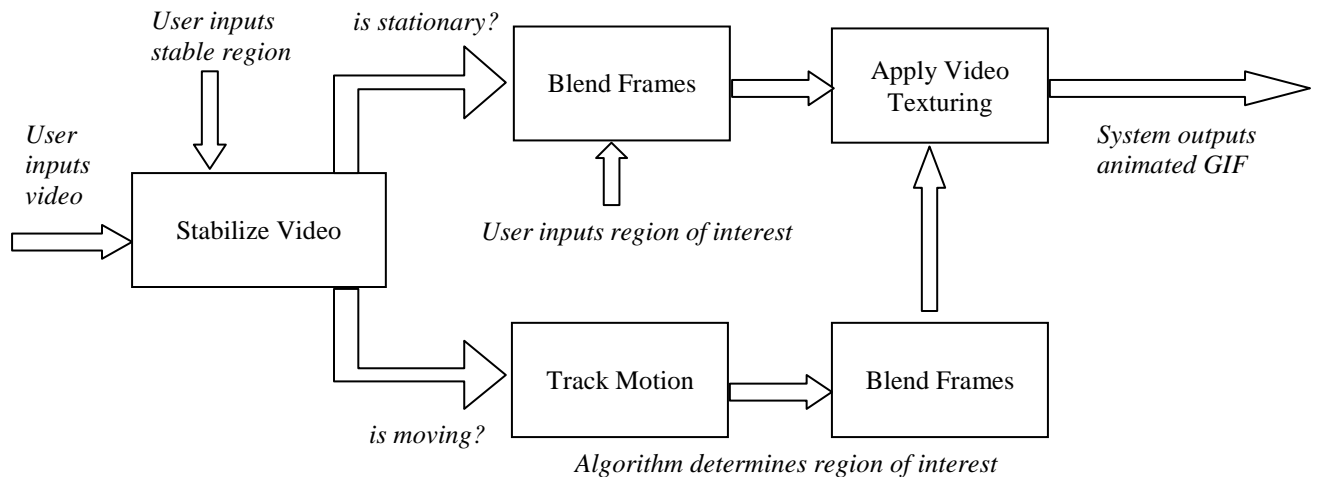 User inputs
stable region
is stationary?
Blend Frames
Apply Video
Texturing
User
inputs
video
System outputs
animated GIF
Stabilize Video
User inputs region of interest
Track Motion
Blend Frames
is moving?
Algorithm determines region of interest